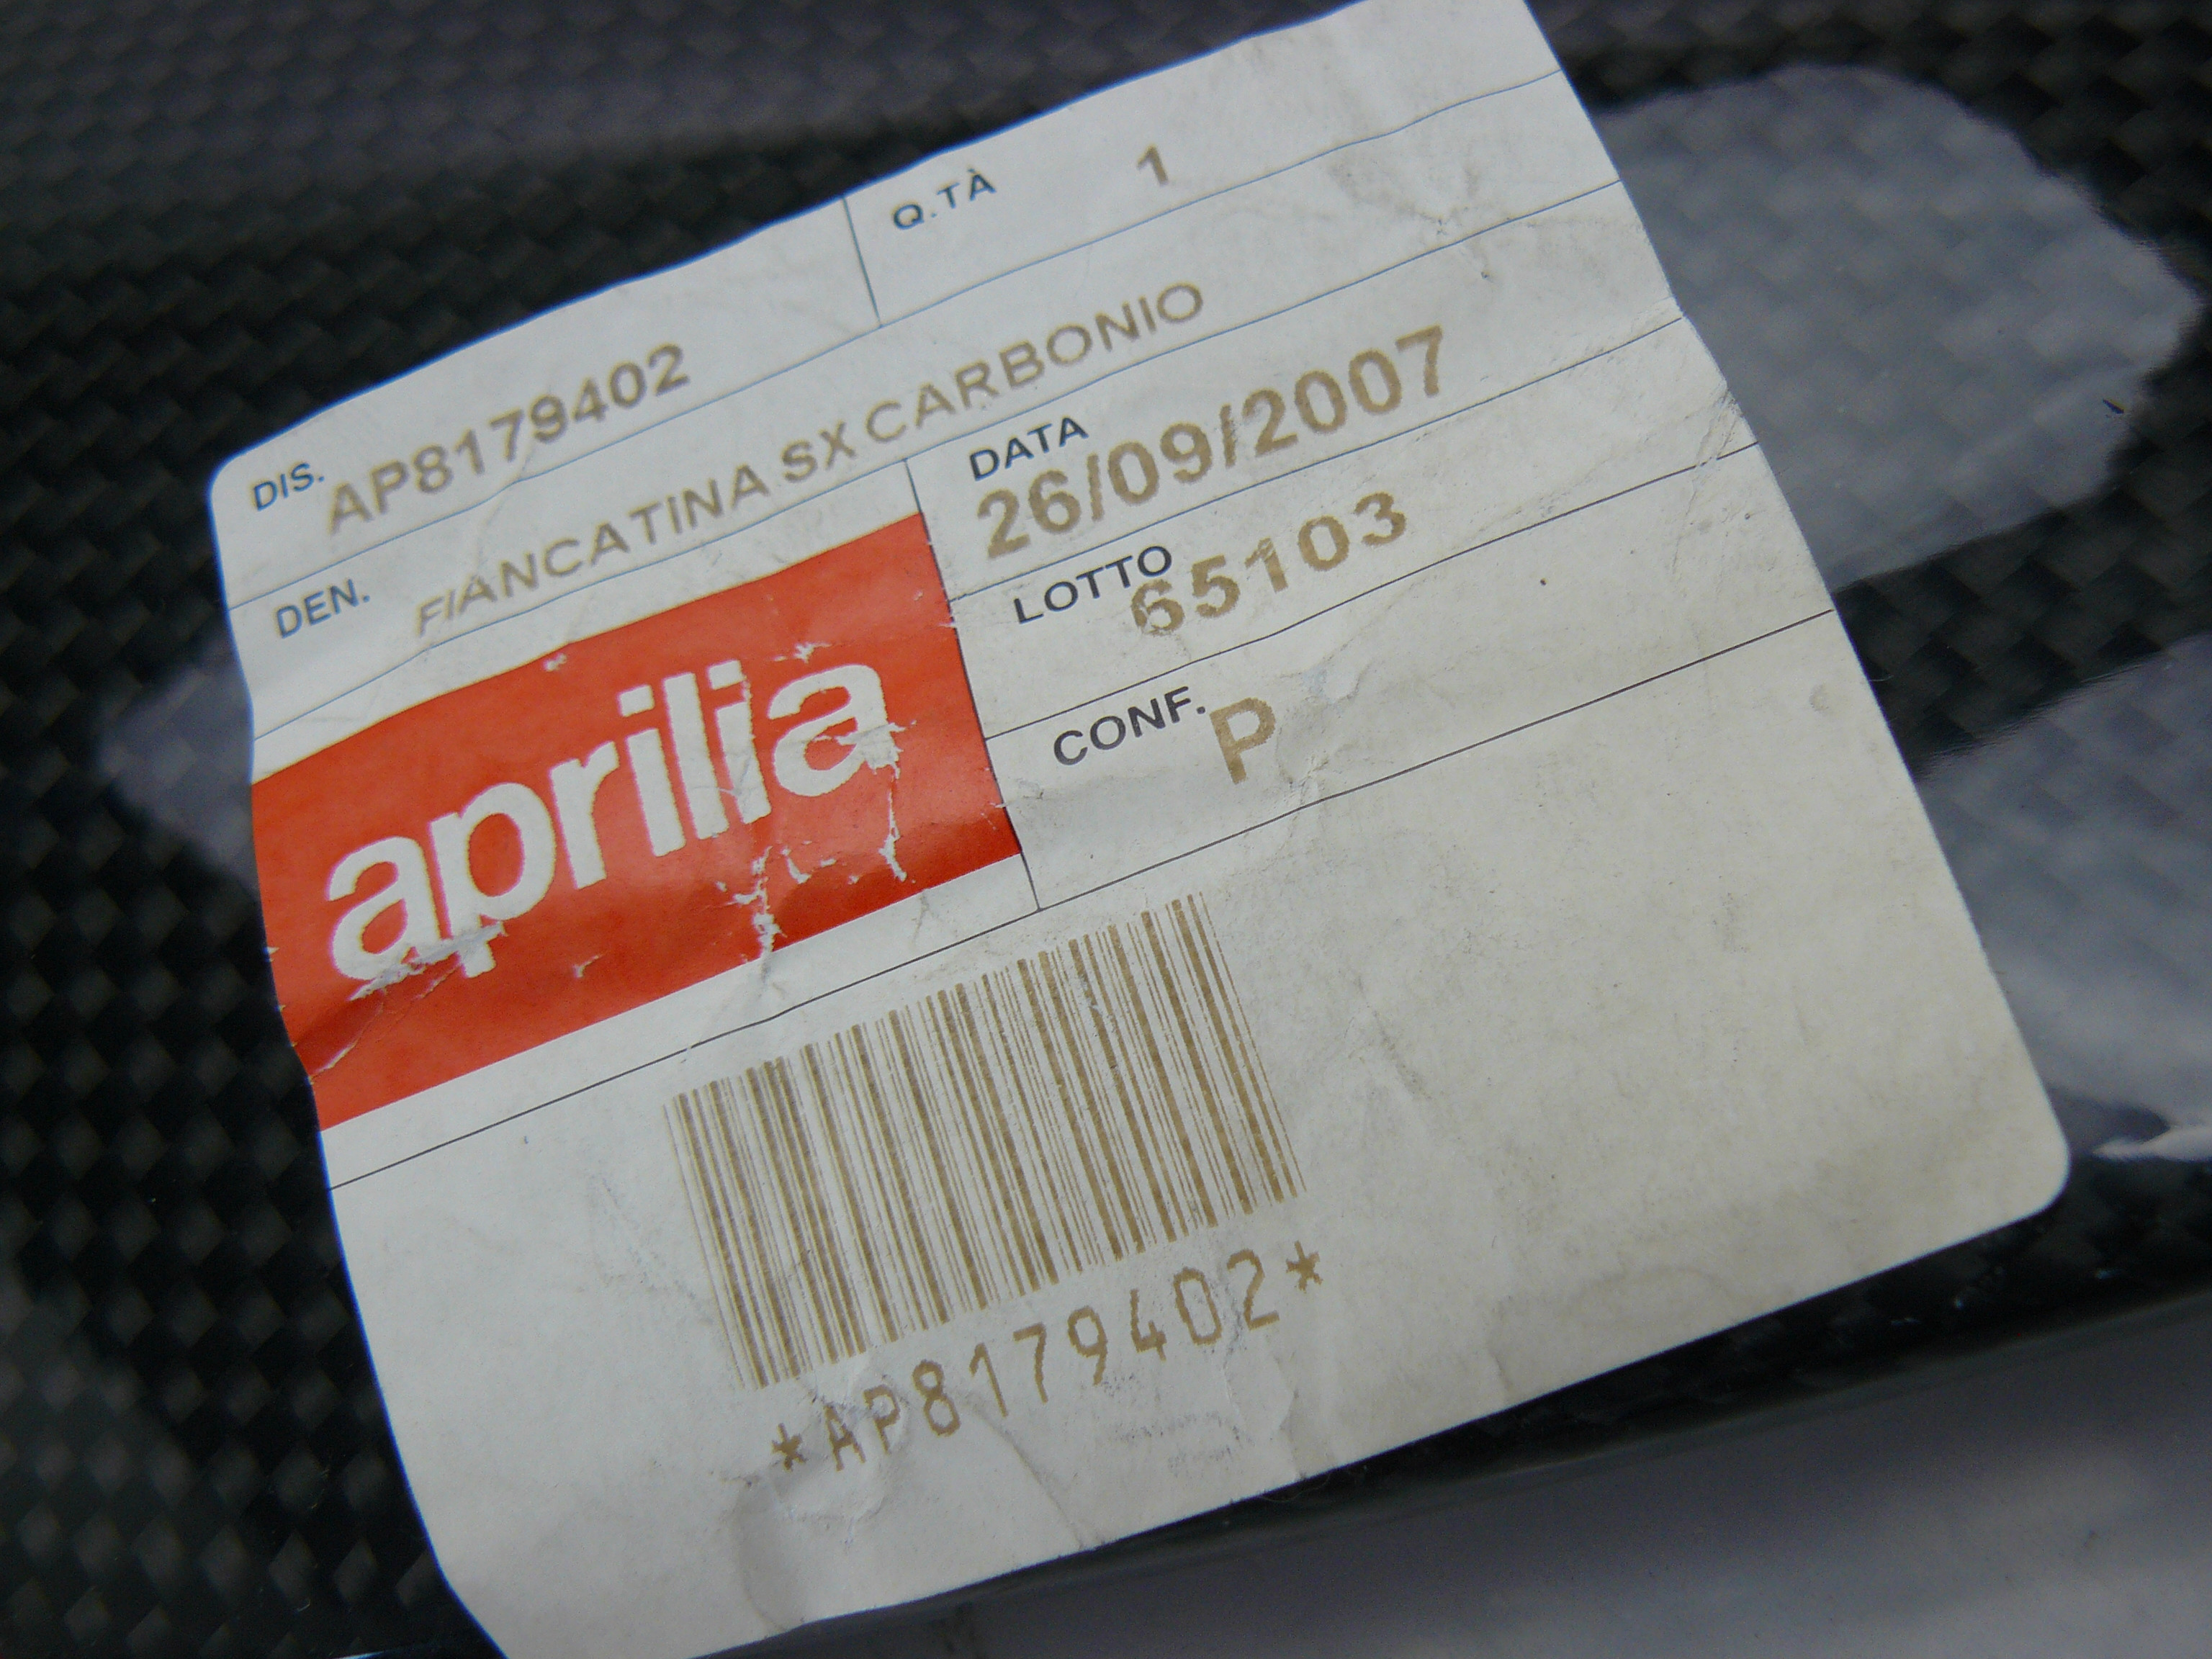 DIS. AP8179402 Q.TÀ 1
DEN. FIANCATINA SX CARBONIO
aprilia
DATA
26/09/2007
LOTTO 65103
CONF. P
*AP8179402*